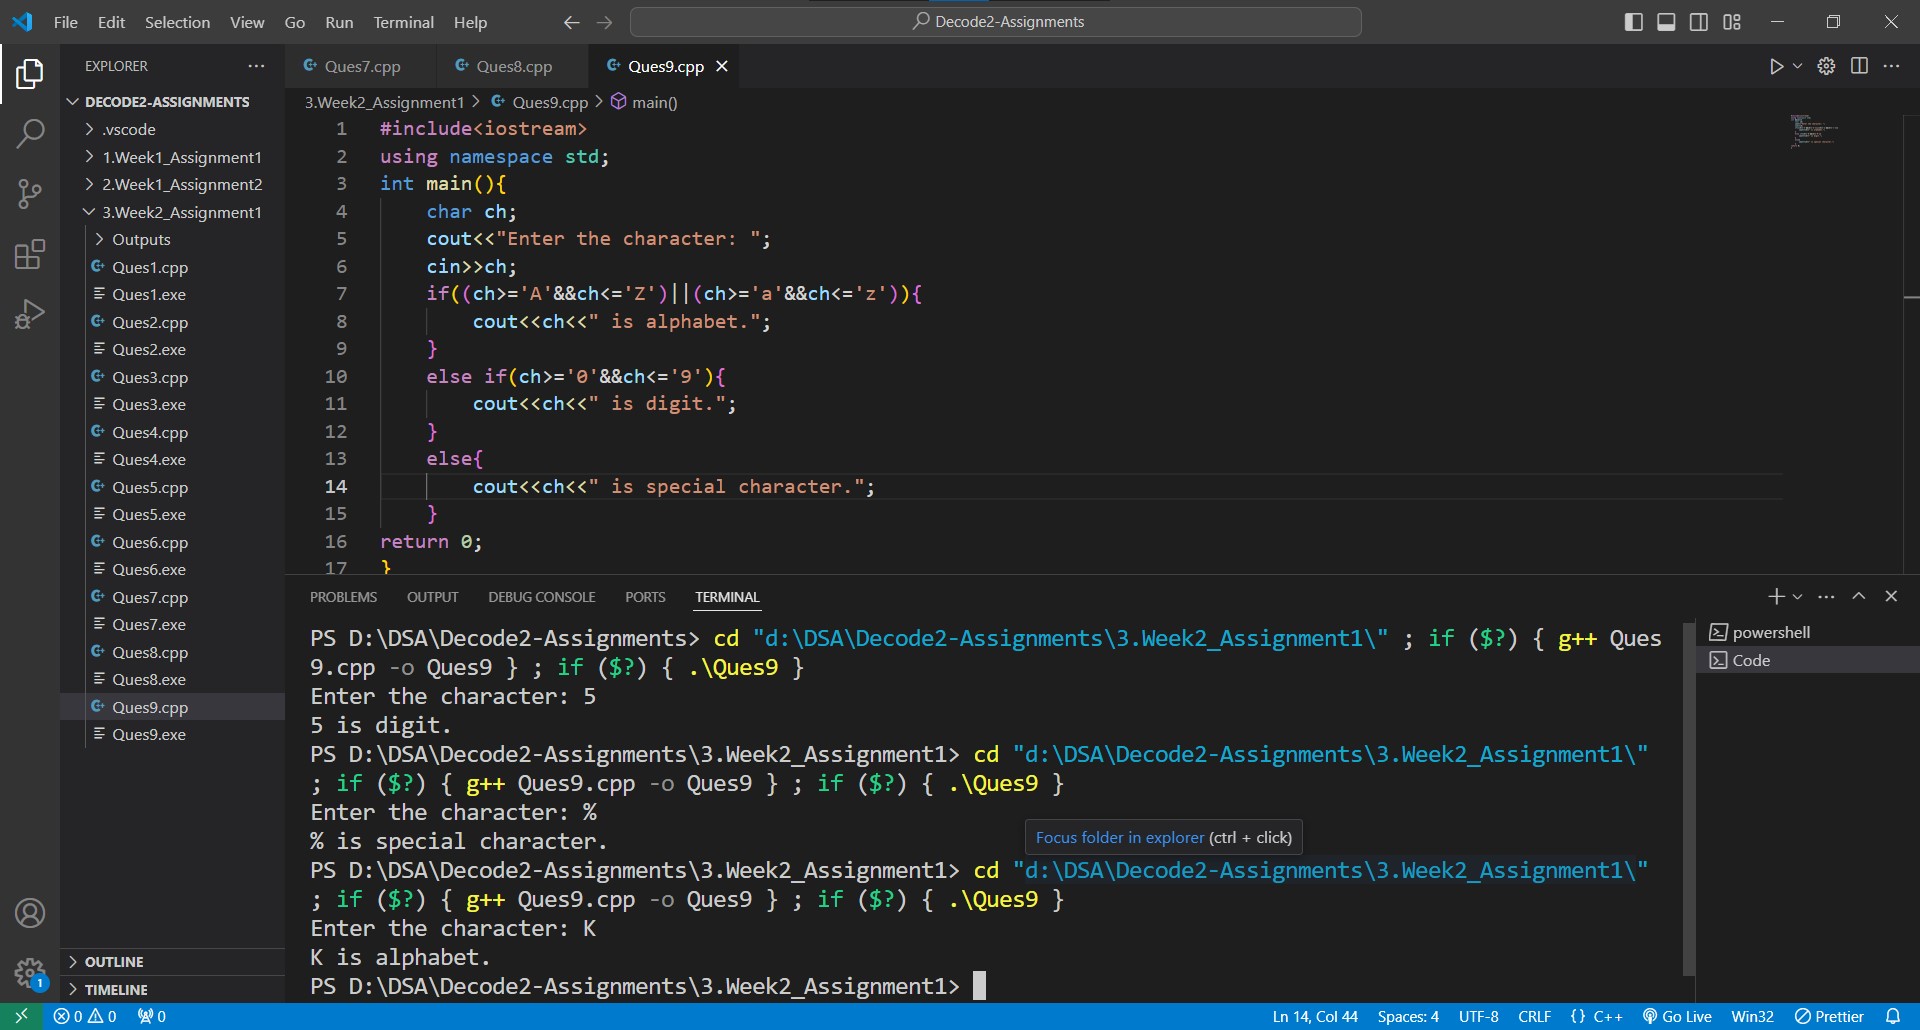 File Edit Selection View Go Run Terminal Help
Decode2-Assignments
EXPLORER
DECODE2-ASSIGNMENTS
.vscode
1.Week1_Assignment1
2.Week1_Assignment2
3.Week2_Assignment1
Outputs
Ques1.cpp
Ques1.exe
Ques2.cpp
Ques2.exe
Ques3.cpp
Ques3.exe
Ques4.cpp
Ques4.exe
Ques5.cpp
Ques5.exe
Ques6.cpp
Ques6.exe
Ques7.cpp
Ques7.exe
Ques8.cpp
Ques8.exe
Ques9.cpp
Ques9.exe
OUTLINE
TIMELINE
Ques7.cpp Ques8.cpp Ques9.cpp
3.Week2_Assignment1 > Ques9.cpp > main()
1 #include<iostream>
2 using namespace std;
3 int main(){
4 char ch;
5 cout<<"Enter the character: ";
6 cin>>ch;
7 if((ch>='A'&&ch<='Z')||(ch>='a'&&ch<='z')){
8 cout<<ch<<" is alphabet.";
9 }
10 else if(ch>='0'&&ch<='9'){
11 cout<<ch<<" is digit.";
12 }
13 else{
14 cout<<ch<<" is special character.";
15 }
16 return 0;
17 }
PROBLEMS OUTPUT DEBUG CONSOLE PORTS TERMINAL
PS D:\DSA\Decode2-Assignments> cd "d:\DSA\Decode2-Assignments\3.Week2_Assignment1\" ; if ($?) { g++ Ques
9.cpp -o Ques9 } ; if ($?) { .\Ques9 }
Enter the character: 5
5 is digit.
PS D:\DSA\Decode2-Assignments\3.Week2_Assignment1> cd "d:\DSA\Decode2-Assignments\3.Week2_Assignment1\"
; if ($?) { g++ Ques9.cpp -o Ques9 } ; if ($?) { .\Ques9 }
Enter the character: %
% is special character.
Focus folder in explorer (ctrl + click)
PS D:\DSA\Decode2-Assignments\3.Week2_Assignment1> cd "d:\DSA\Decode2-Assignments\3.Week2_Assignment1\"
; if ($?) { g++ Ques9.cpp -o Ques9 } ; if ($?) { .\Ques9 }
Enter the character: K
K is alphabet.
PS D:\DSA\Decode2-Assignments\3.Week2_Assignment1>
powershell
Code
1
0 0 0 Ln 14, Col 44 Spaces: 4 UTF-8 CRLF {} C++ Go Live Win32 Prettier